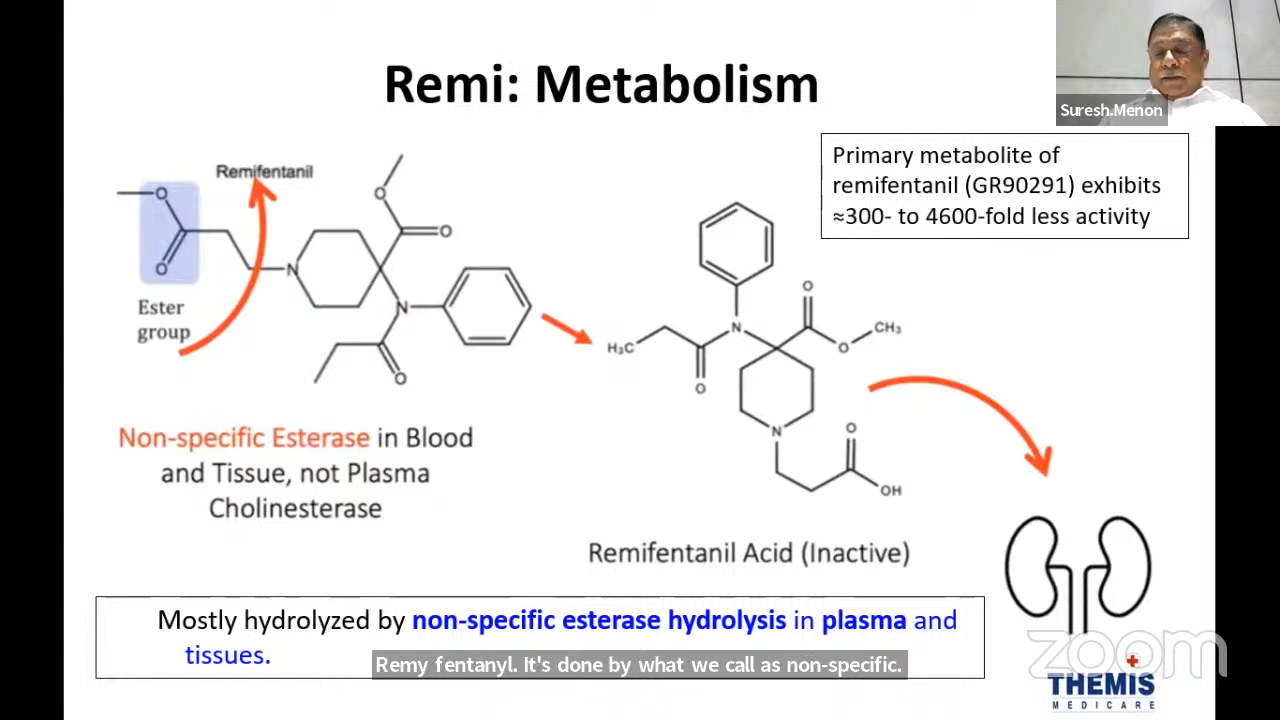 Remi: Metabolism
Suresh.Menon
Primary metabolite of
remifentanil (GR90291) exhibits
≈300- to 4600-fold less activity
Remifentanil
O
O
O
O
N
N
O
Ester
group
Non-specific Esterase in Blood
and Tissue, not Plasma
Cholinesterase
O
CH₃
O
N
H₃C
O
N
O
OH
Remifentanil Acid (Inactive)
Mostly hydrolyzed by non-specific esterase hydrolysis in plasma and
tissues.
Remy fentanyl. It's done by what we call as non-specific.
zoom
THEMIS
MEDICARE